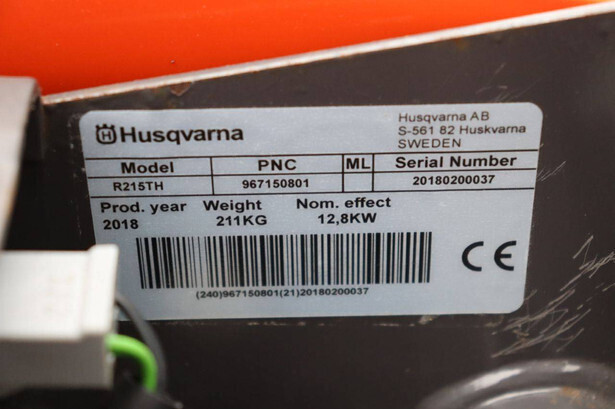 Husqvarna
Husqvarna AB
S-561 82 Huskvarna
SWEDEN
Model PNC ML Serial Number
R215TH 967150801 20180200037
Prod. year Weight Nom. effect
2018 211KG 12,8KW
CE
(240)967150801(21)20180200037